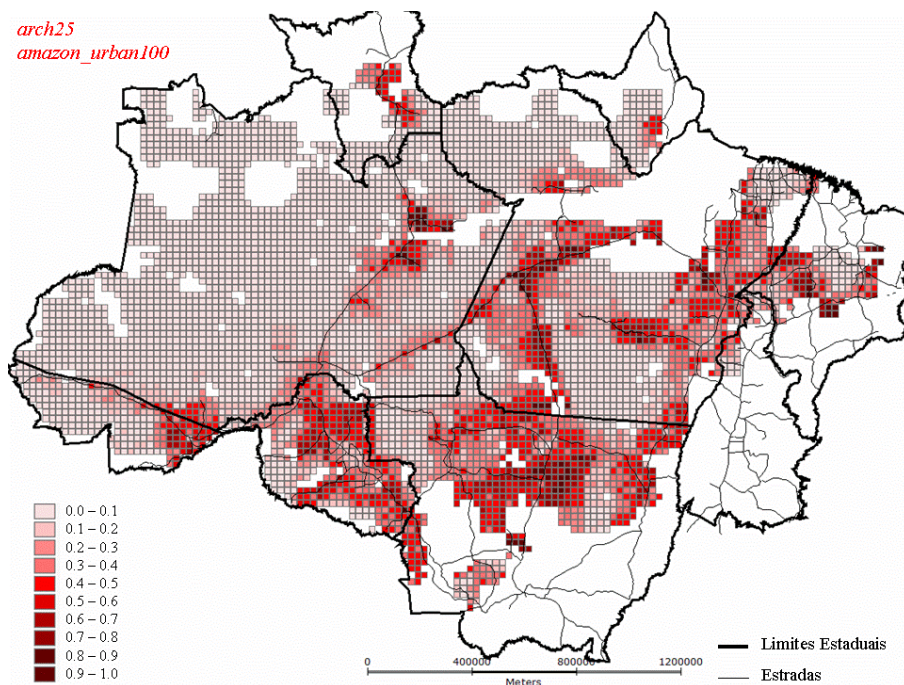 arch25
amazon_urban100
0.0 – 0.1
0.1 – 0.2
0.2 – 0.3
0.3 – 0.4
0.4 – 0.5
0.5 – 0.6
0.6 – 0.7
0.7 – 0.8
0.8 – 0.9
0.9 – 1.0
0 400000 800000 1200000
Meters
Limites Estaduais
Estradas